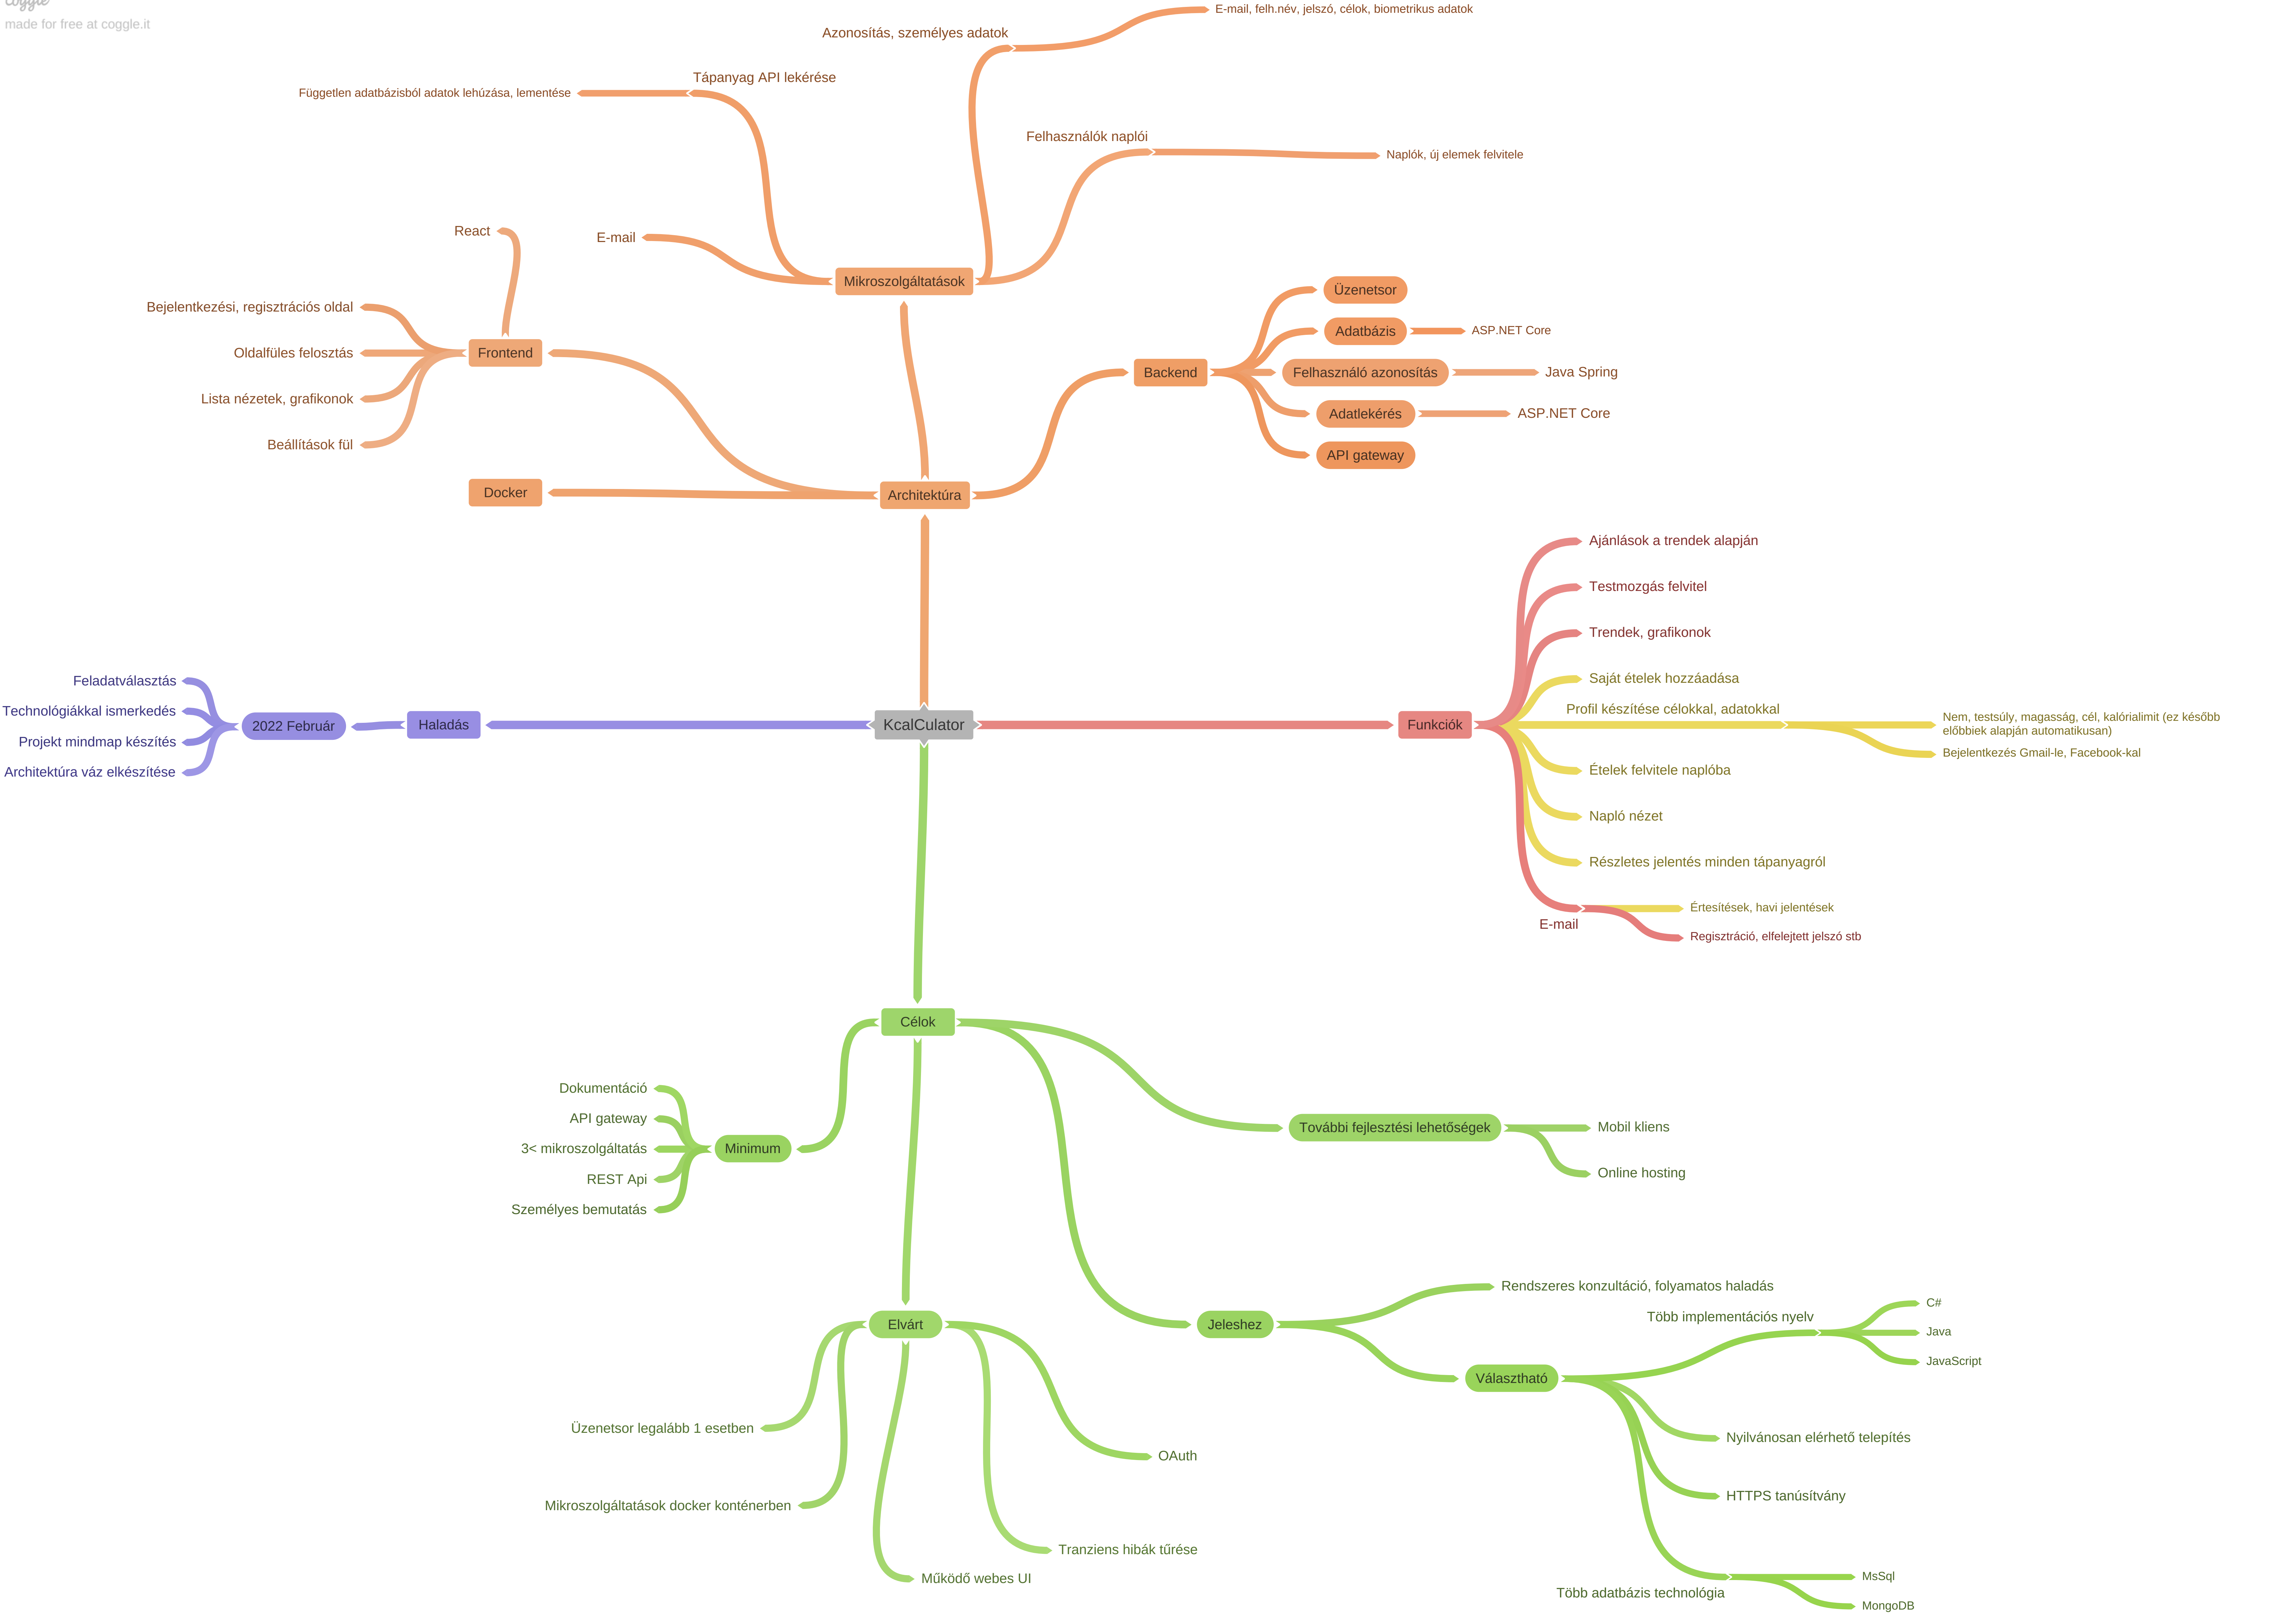 coggle
made for free at coggle.it
E-mail, felh.név, jelszó, célok, biometrikus adatok
Azonosítás, személyes adatok
Tápanyag API lekérése
Független adatbázisból adatok lehúzása, lementése
Felhasználók naplói
Naplók, új elemek felvitele
React
E-mail
Mikroszolgáltatások
Bejelentkezési, regisztrációs oldal
Oldalfüles felosztás
Lista nézetek, grafikonok
Beállítások fül
Frontend
Docker
Architektúra
Backend
Üzenetsor
Adatbázis
ASP.NET Core
Felhasználó azonosítás
Java Spring
Adatlekérés
ASP.NET Core
API gateway
Feladatválasztás
Technológiákkal ismerkedés
Projekt mindmap készítés
Architektúra váz elkészítése
2022 Február
Haladás
KcalCulator
Funkciók
Ajánlások a trendek alapján
Testmozgás felvitel
Trendek, grafikonok
Saját ételek hozzáadása
Profil készítése célokkal, adatokkal
Nem, testsúly, magasság, cél, kalórialimit (ez később
előbbiek alapján automatikusan)
Bejelentkezés Gmail-le, Facebook-kal
Ételek felvitele naplóba
Napló nézet
Részletes jelentés minden tápanyagról
E-mail
Értesítések, havi jelentések
Regisztráció, elfelejtett jelszó stb
Célok
Dokumentáció
API gateway
3< mikroszolgáltatás
REST Api
Személyes bemutatás
Minimum
További fejlesztési lehetőségek
Mobil kliens
Online hosting
Elvárt
Üzenetsor legalább 1 esetben
Mikroszolgáltatások docker konténerben
Működő webes UI
Tranziens hibák tűrése
OAuth
Jeleshez
Rendszeres konzultáció, folyamatos haladás
Választható
Több implementációs nyelv
C#
Java
JavaScript
Nyilvánosan elérhető telepítés
HTTPS tanúsítvány
Több adatbázis technológia
MsSql
MongoDB